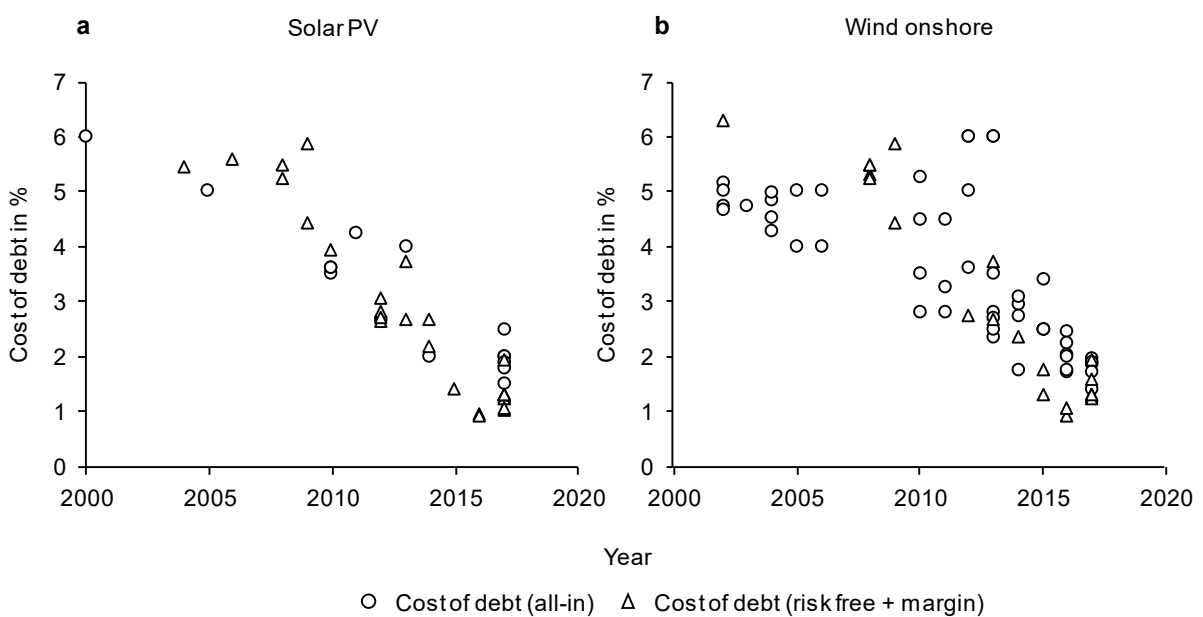 a Solar PV
b Wind onshore
Cost of debt in %
7
6
5
4
3
2
1
0
2000 2005 2010 2015 2020
Cost of debt in %
7
6
5
4
3
2
1
0
2000 2005 2010 2015 2020
Year
Cost of debt (all-in) Cost of debt (risk free + margin)